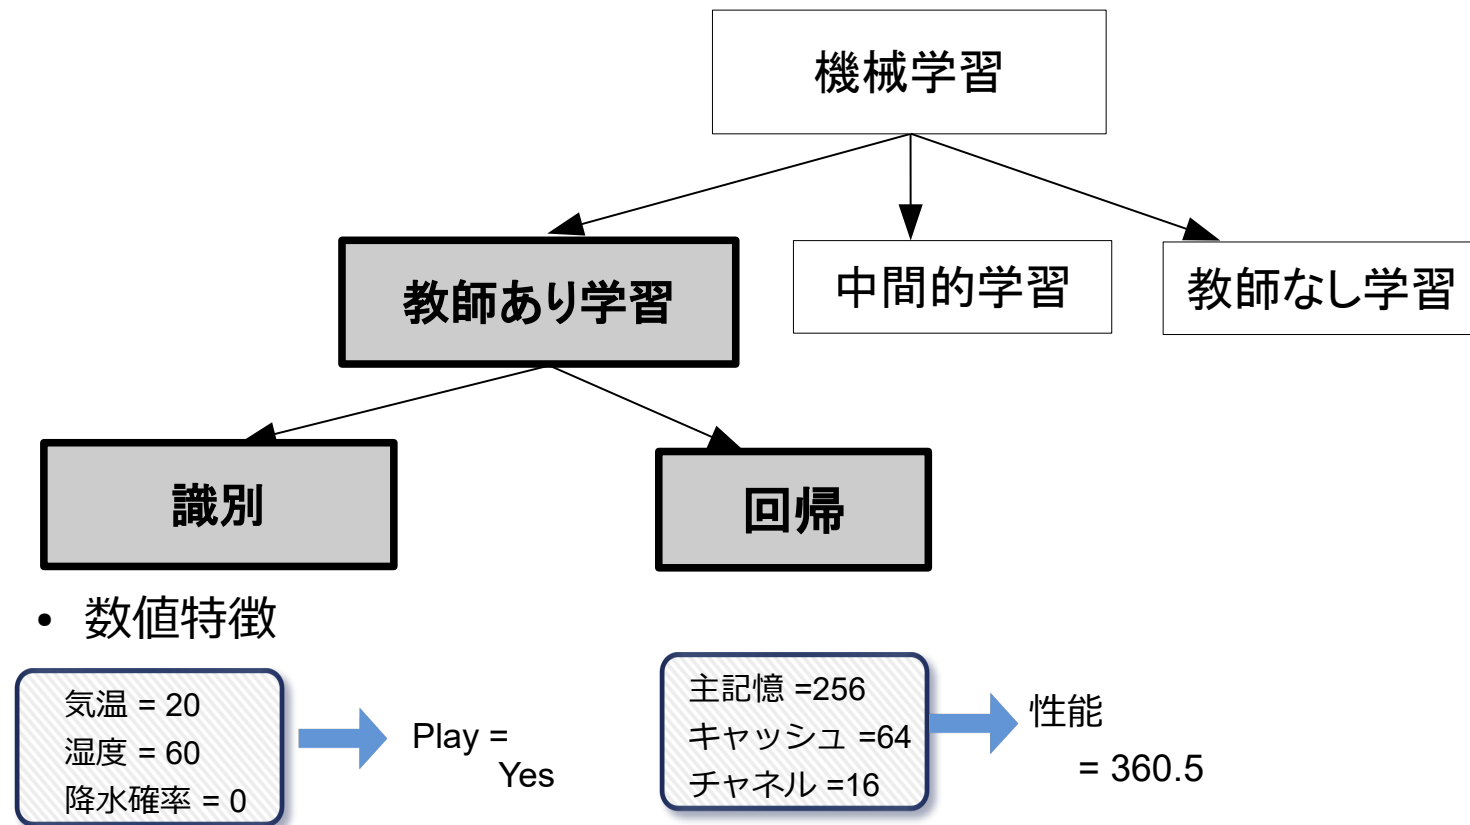 機械学習
教師あり学習
中間的学習
教師なし学習
識別
回帰
• 数値特徴
気温 = 20
湿度 = 60
降水確率 = 0
Play =
Yes
主記憶 =256
キャッシュ =64
チャネル =16
性能
= 360.5